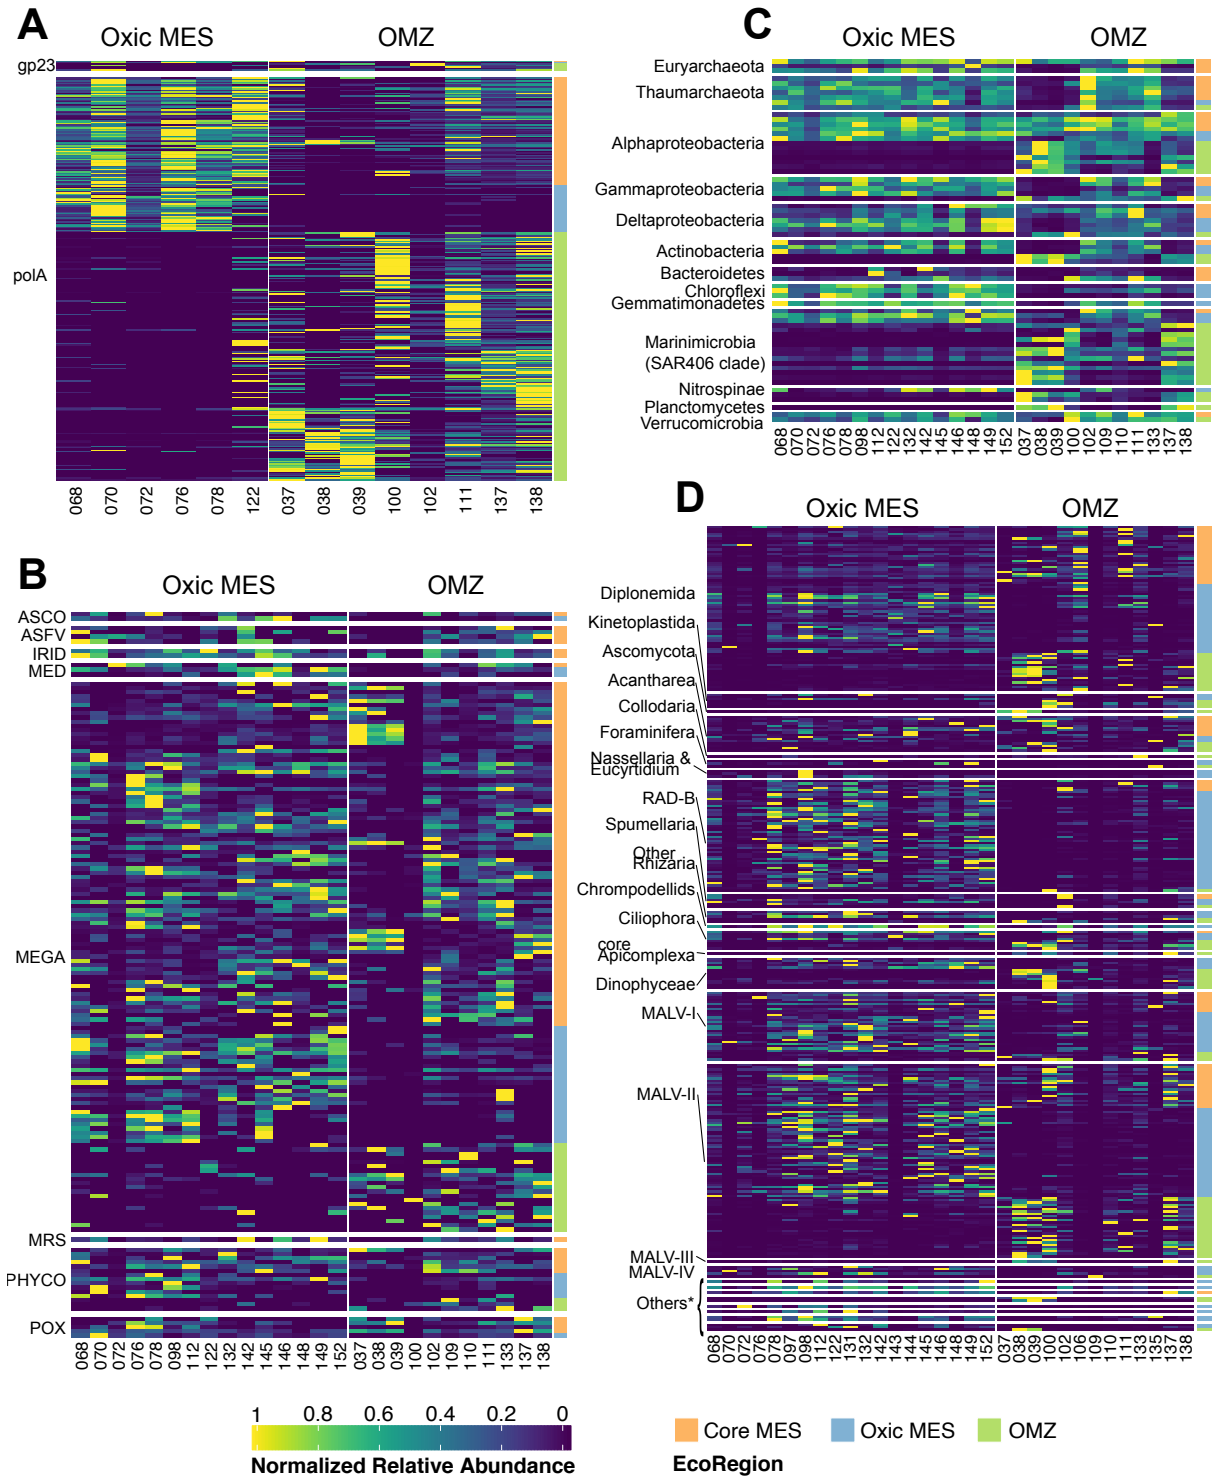 A
Oxic MES
OMZ
gp23
polA
068
070
072
076
078
122
037
038
039
100
102
111
137
138
B
Oxic MES
OMZ
ASCO
ASFV
IRID
MED
MEGA
MRS
PHYCO
POX
068
070
072
076
078
098
112
122
132
142
145
146
148
149
152
037
038
039
100
102
109
110
111
133
137
138
C
Oxic MES
OMZ
Euryarchaeota
Thaumarchaeota
Alphaproteobacteria
Gammaproteobacteria
Deltaproteobacteria
Actinobacteria
Bacteroidetes
Chloroflexi
Gemmatimonadetes
Marinimicrobia
(SAR406 clade)
Nitrospinae
Planctomycetes
Verrucomicrobia
068
070
072
076
078
098
112
122
132
142
145
146
148
149
152
037
038
039
100
102
109
110
111
133
137
138
D
Oxic MES
OMZ
Diplonemida
Kinetoplastida
Ascomycota
Acantharea
Collodaria
Foraminifera
Nassellaria &
Eucyrtidium
RAD-B
Spumellaria
Other
Rhizaria
Chrompodellids
Ciliophora
core
Apicomplexa
Dinophyceae
MALV-I
MALV-II
MALV-III
MALV-IV
Others*
068
070
072
076
078
097
098
112
122
131
132
142
143
144
145
146
148
149
152
037
038
039
100
102
106
109
110
111
133
135
137
138
1
0.8
0.6
0.4
0.2
0
Normalized Relative Abundance
Core MES
Oxic MES
OMZ
EcoRegion